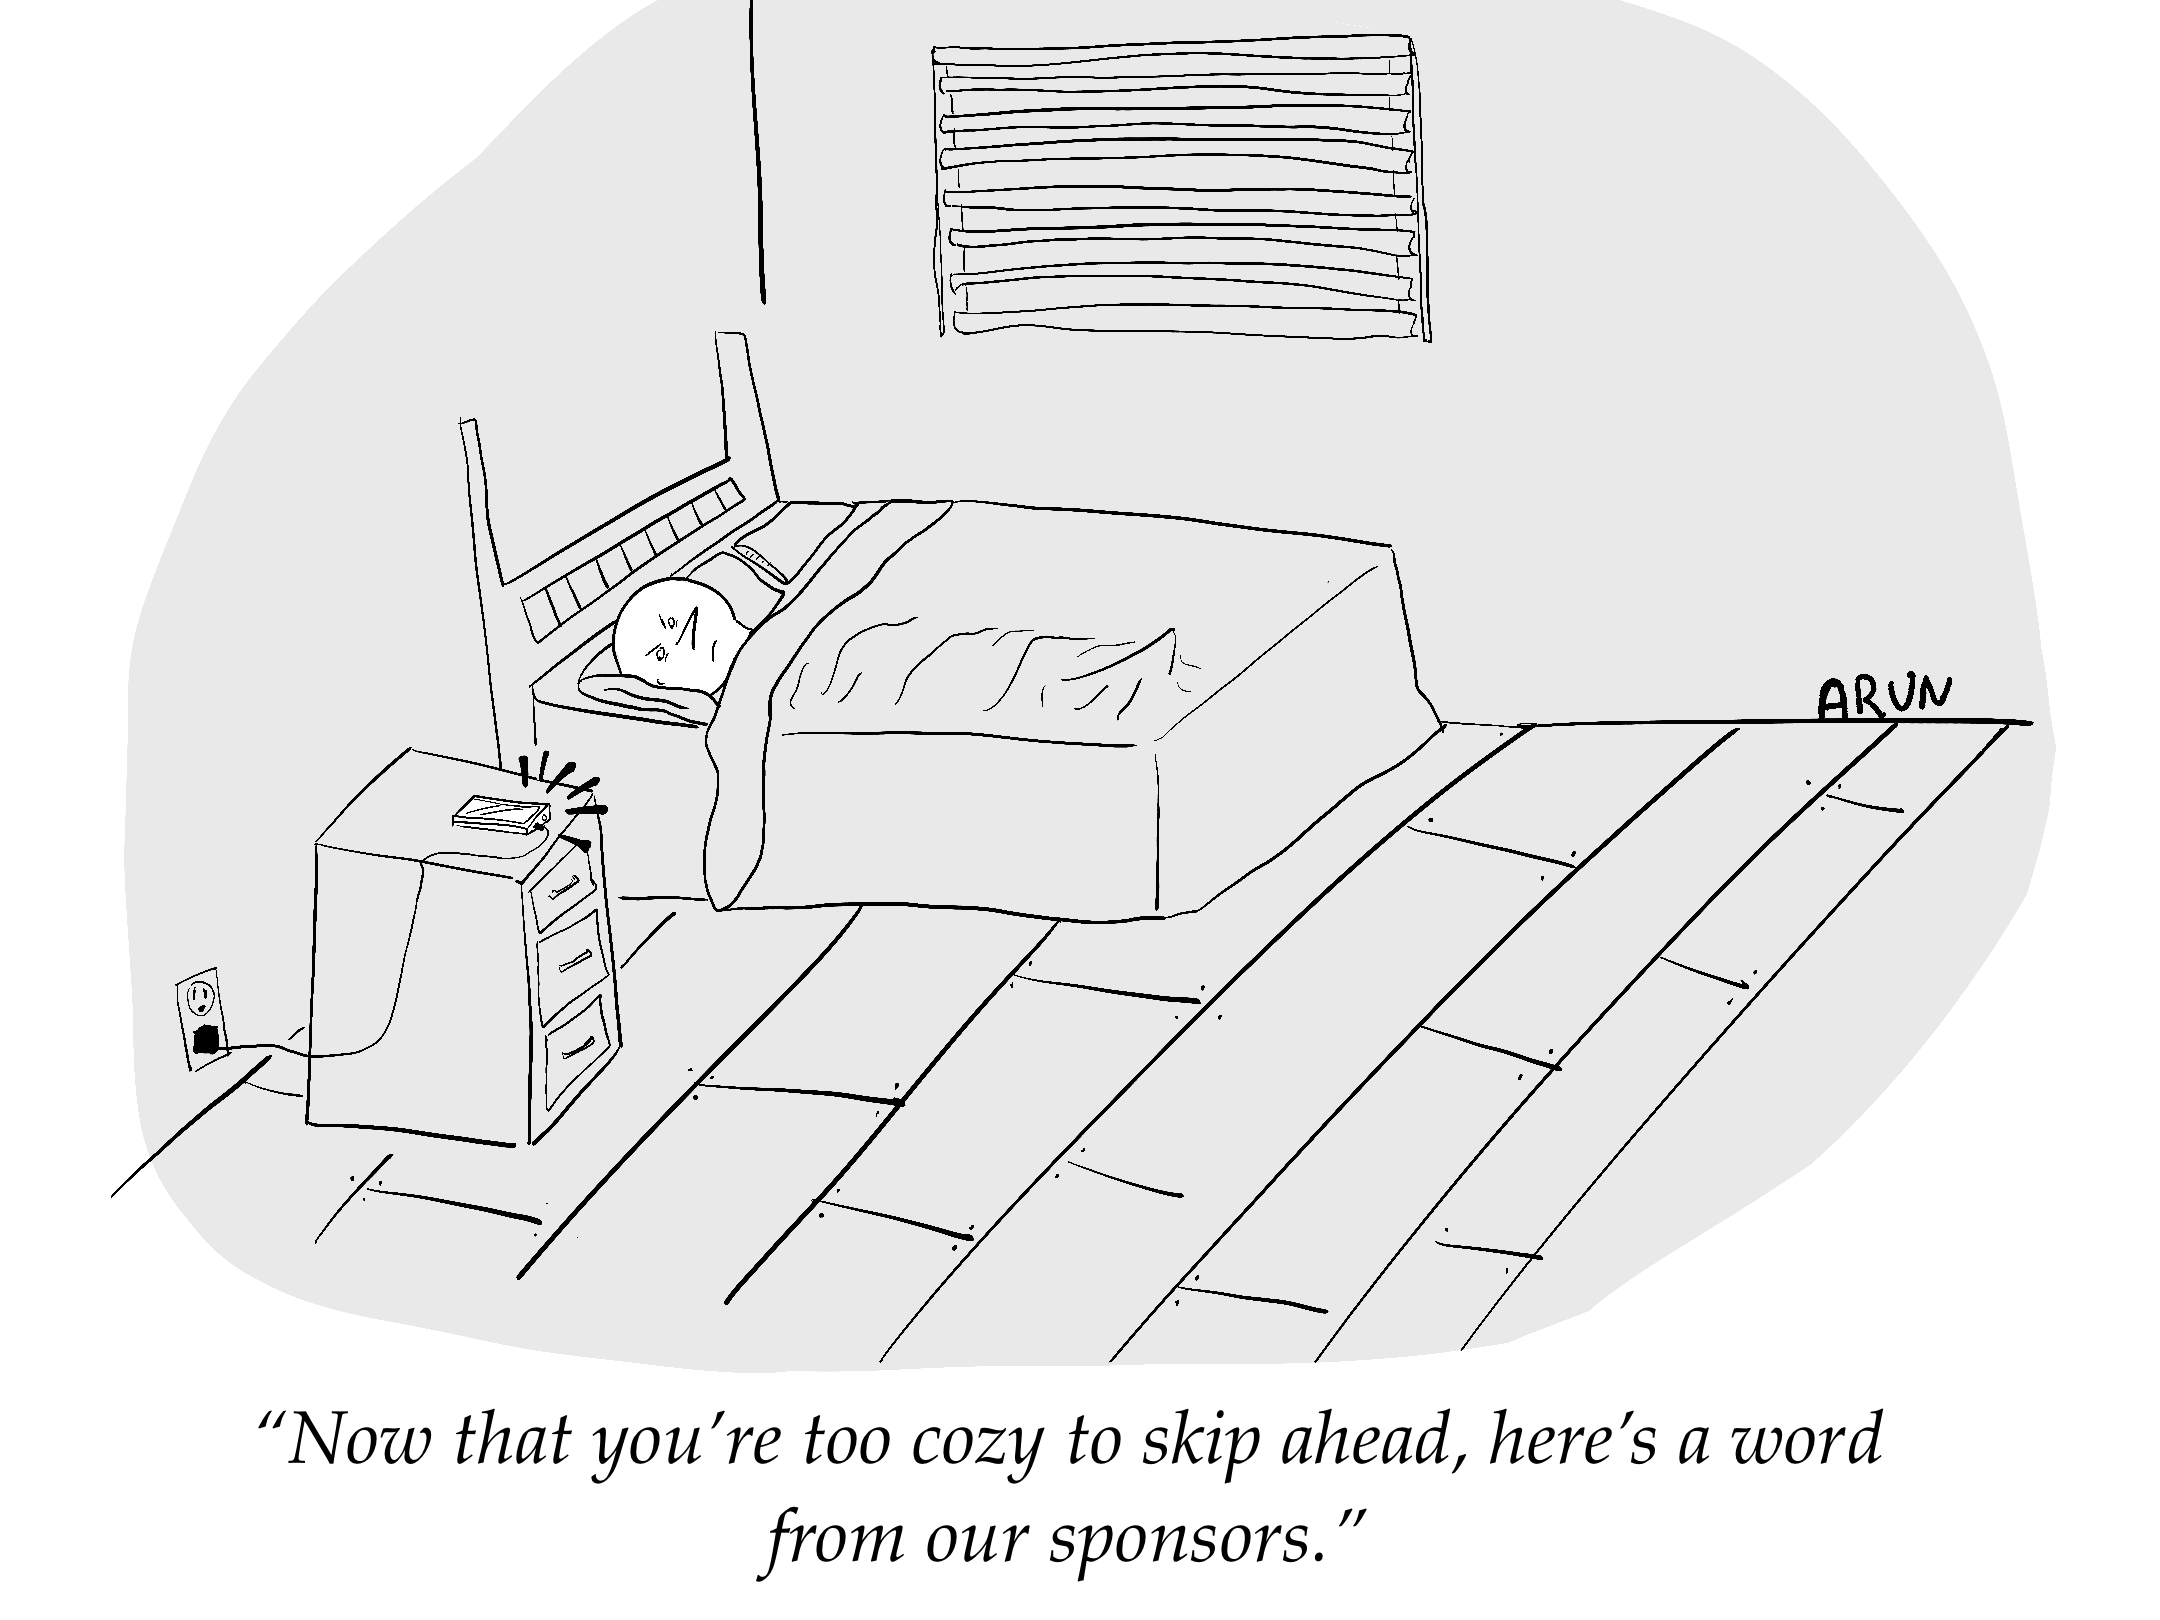 ARUN
“Now that you’re too cozy to skip ahead, here’s a word
from our sponsors.”